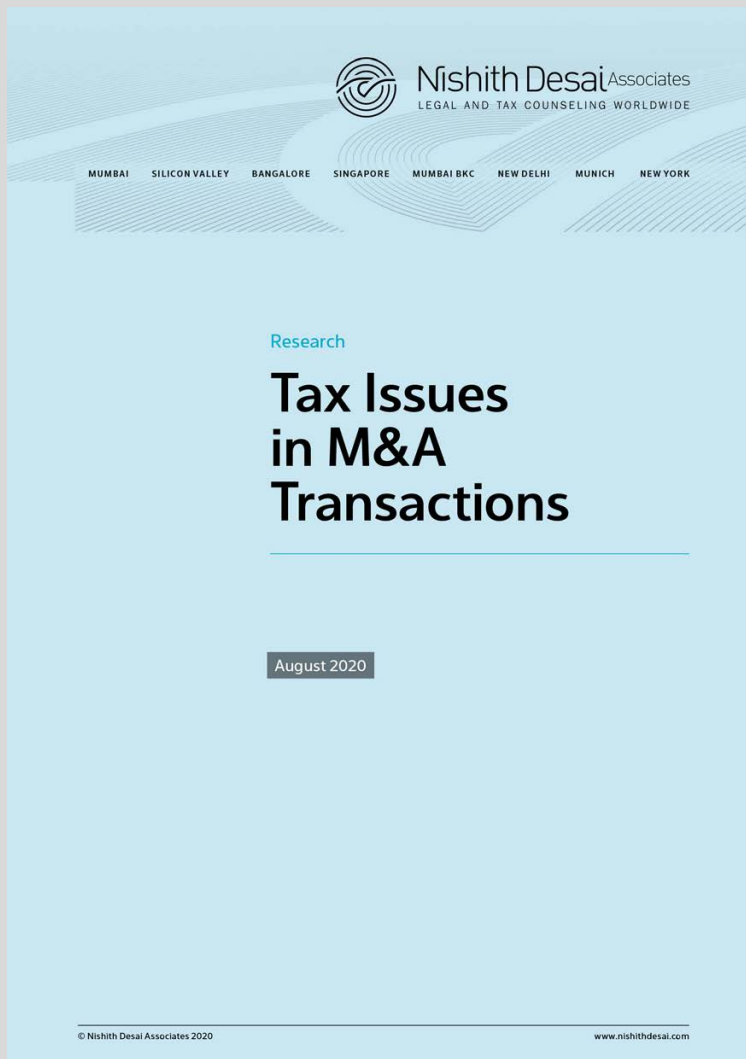 Nishith Desai Associates
LEGAL AND TAX COUNSELING WORLDWIDE
MUMBAI SILICON VALLEY BANGALORE SINGAPORE MUMBAI BKC NEW DELHI MUNICH NEW YORK
Research
Tax Issues
in M&A
Transactions
August 2020
© Nishith Desai Associates 2020 www.nishithdesai.com